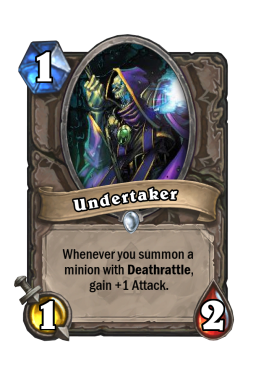 1
Undertaker
Whenever you summon a
minion with Deathrattle,
gain +1 Attack.
1
2